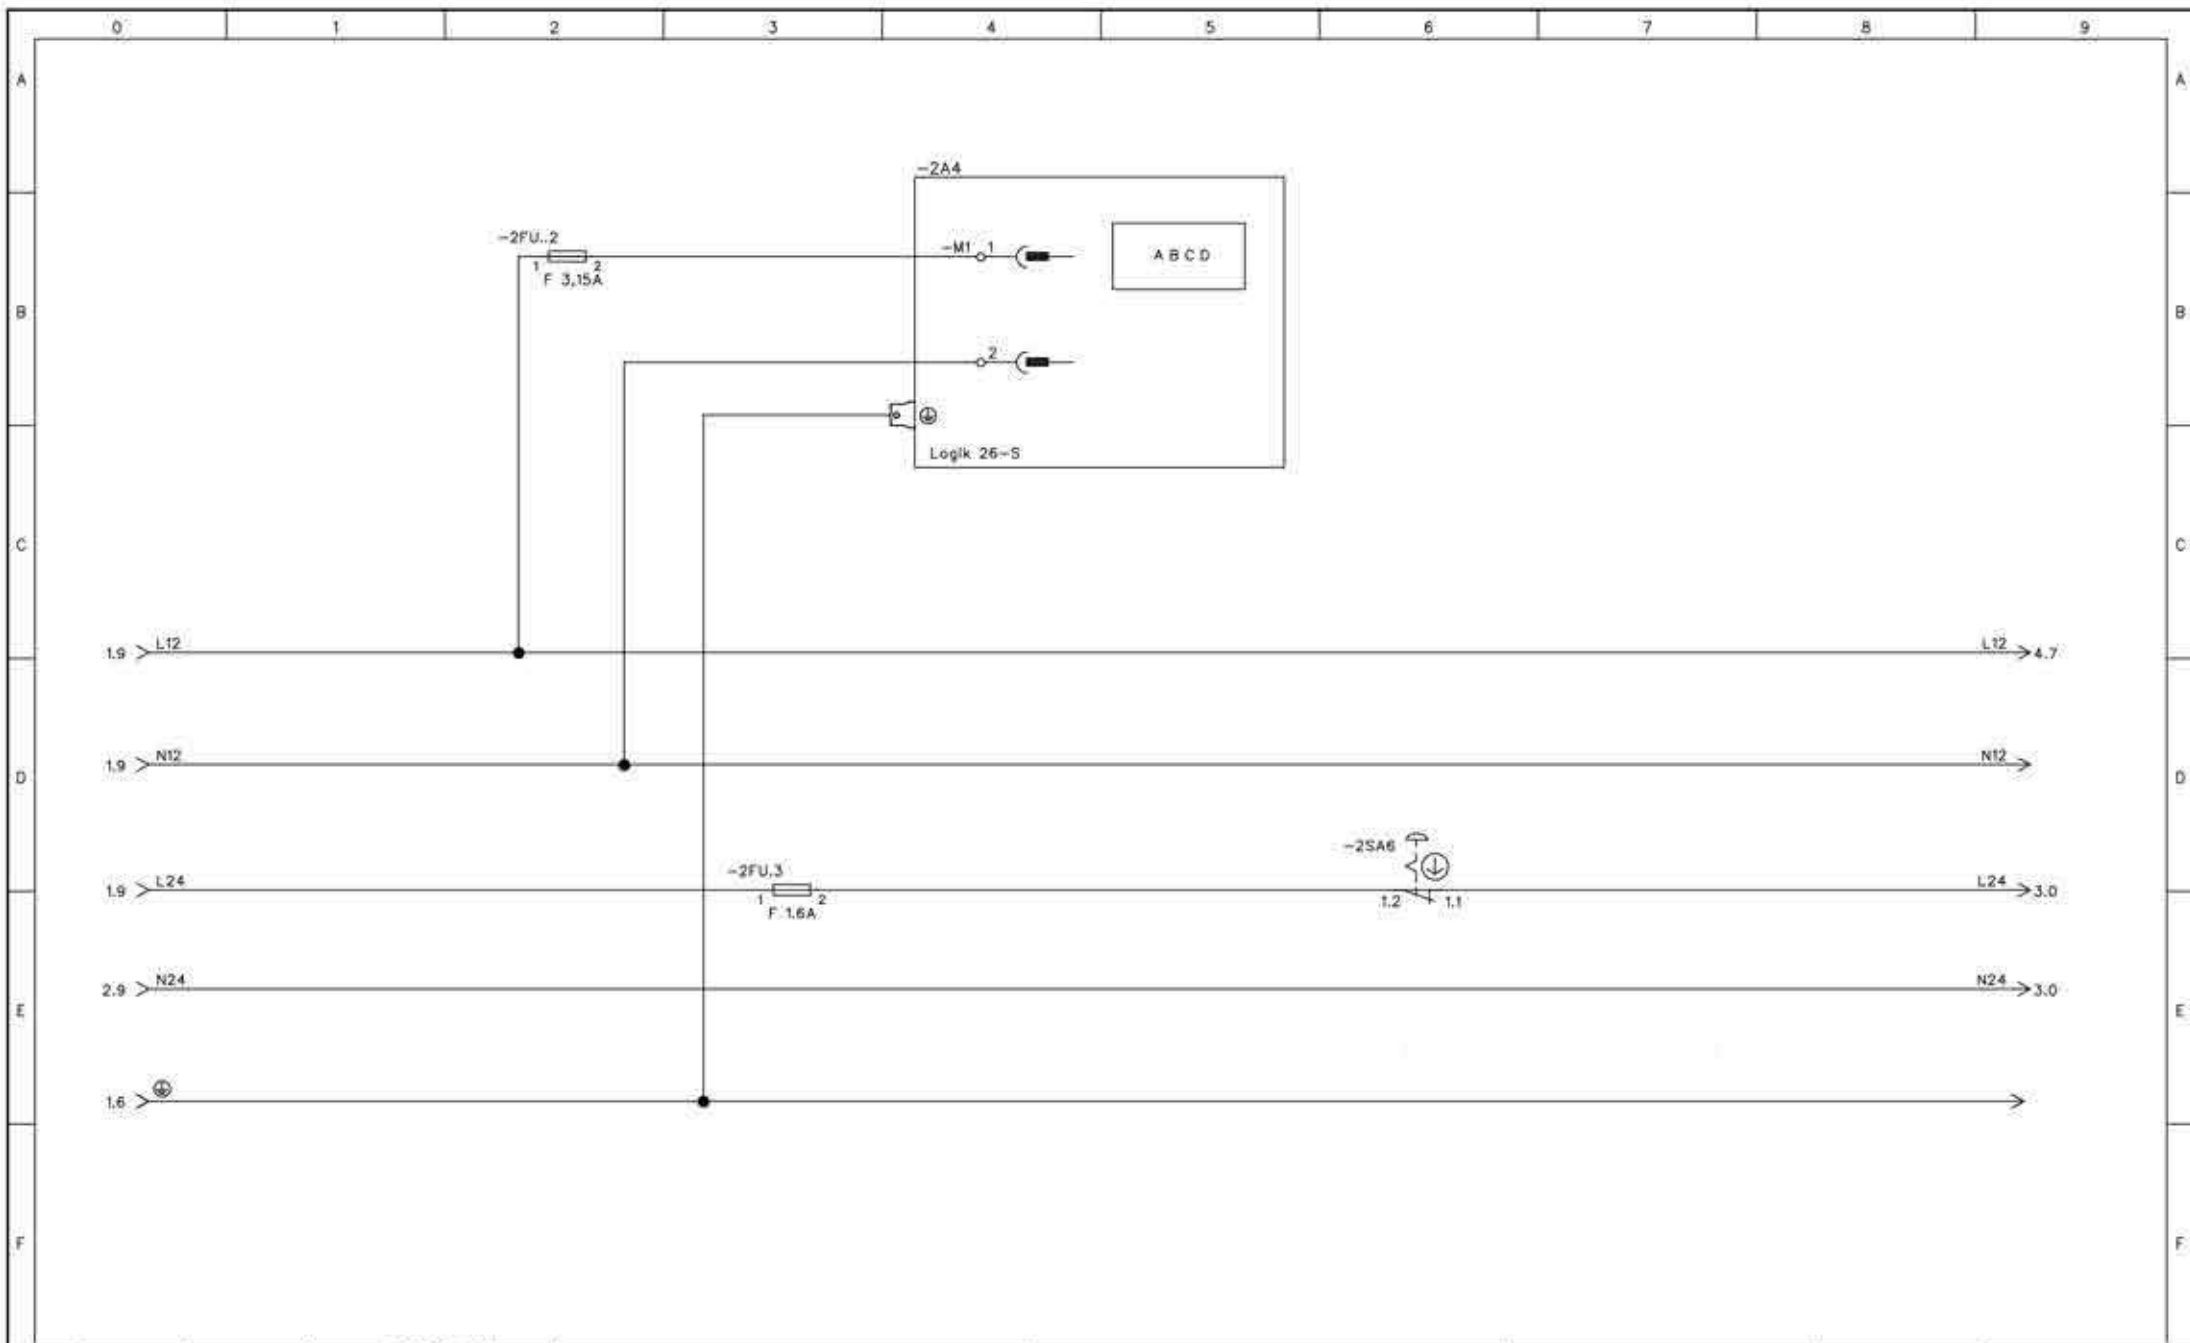 0 1 2 3 4 5 6 7 8 9
A A
-2A4
-2FU..2
-M1 1
A B C D
1 2
F 3,15A
B B
2
Logik 26-S
C C
L12 L12
1.9 4.7
N12 N12
1.9
D D
-2SA6
-2FU.3
L24 L24
1.9 3.0
1 2
1.2 1.1
F 1.6A
N24 N24
2.9 3.0
E E
1.6
F F